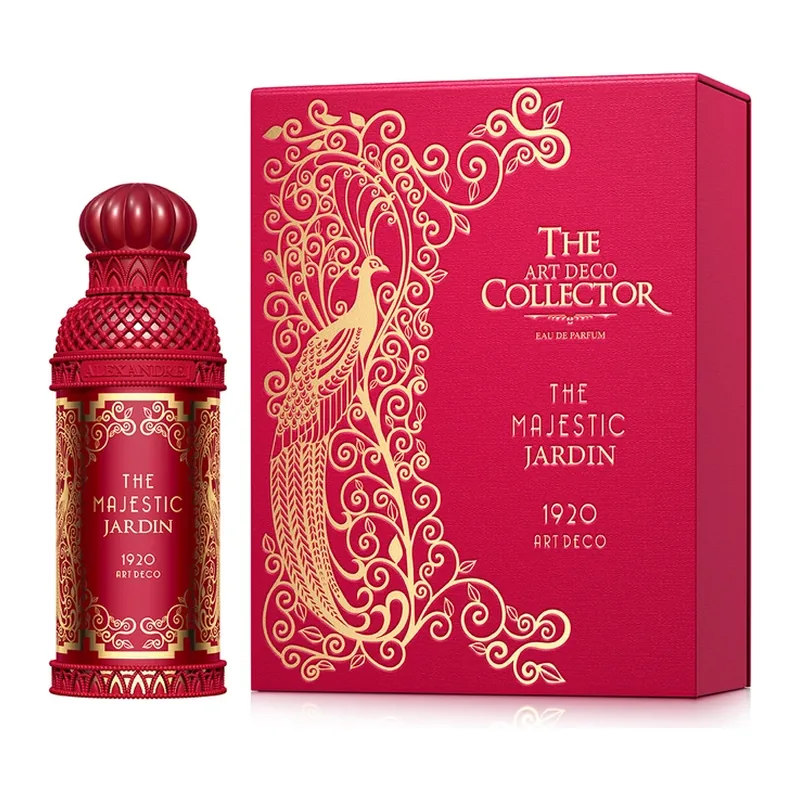 ALEXANDRE.J
THE
MAJESTIC
JARDIN
1920
ART DECO
THE
ART DECO
COLLECTOR
EAU DE PARFUM
THE
MAJESTIC
JARDIN
1920
ART DECO